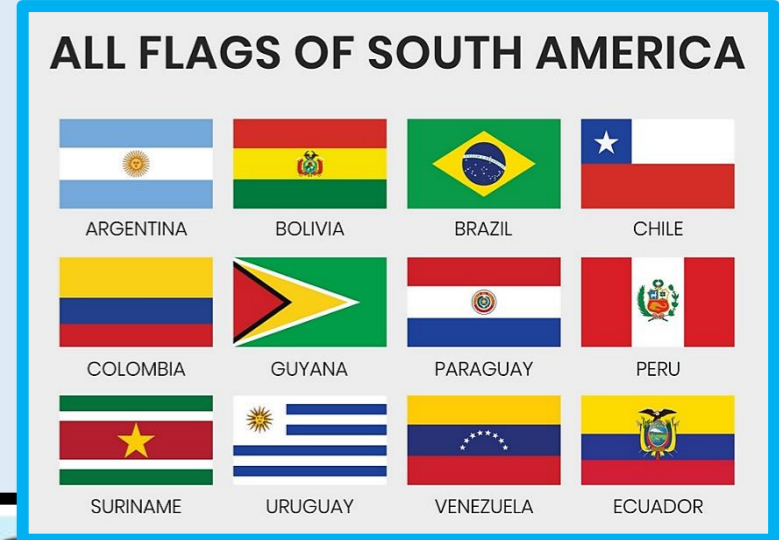 ALL FLAGS OF SOUTH AMERICA
ARGENTINA BOLIVIA BRAZIL CHILE
COLOMBIA GUYANA PARAGUAY PERU
SURINAME URUGUAY VENEZUELA ECUADOR